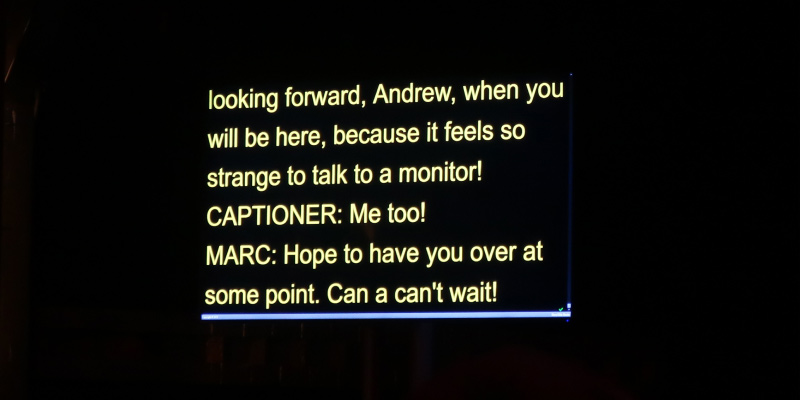 looking forward, Andrew, when you
will be here, because it feels so
strange to talk to a monitor!
CAPTIONER: Me too!
MARC: Hope to have you over at
some point. Can a can't wait!